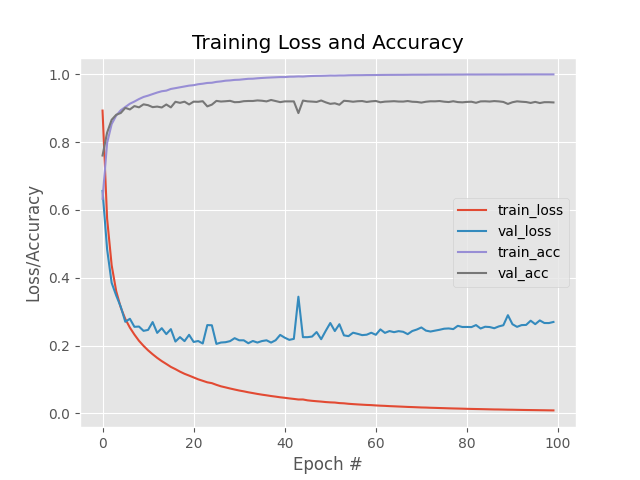 Training Loss and Accuracy
Loss/Accuracy
1.0
0.8
0.6
0.4
0.2
0.0
train_loss
val_loss
train_acc
val_acc
0 20 40 60 80 100
Epoch #